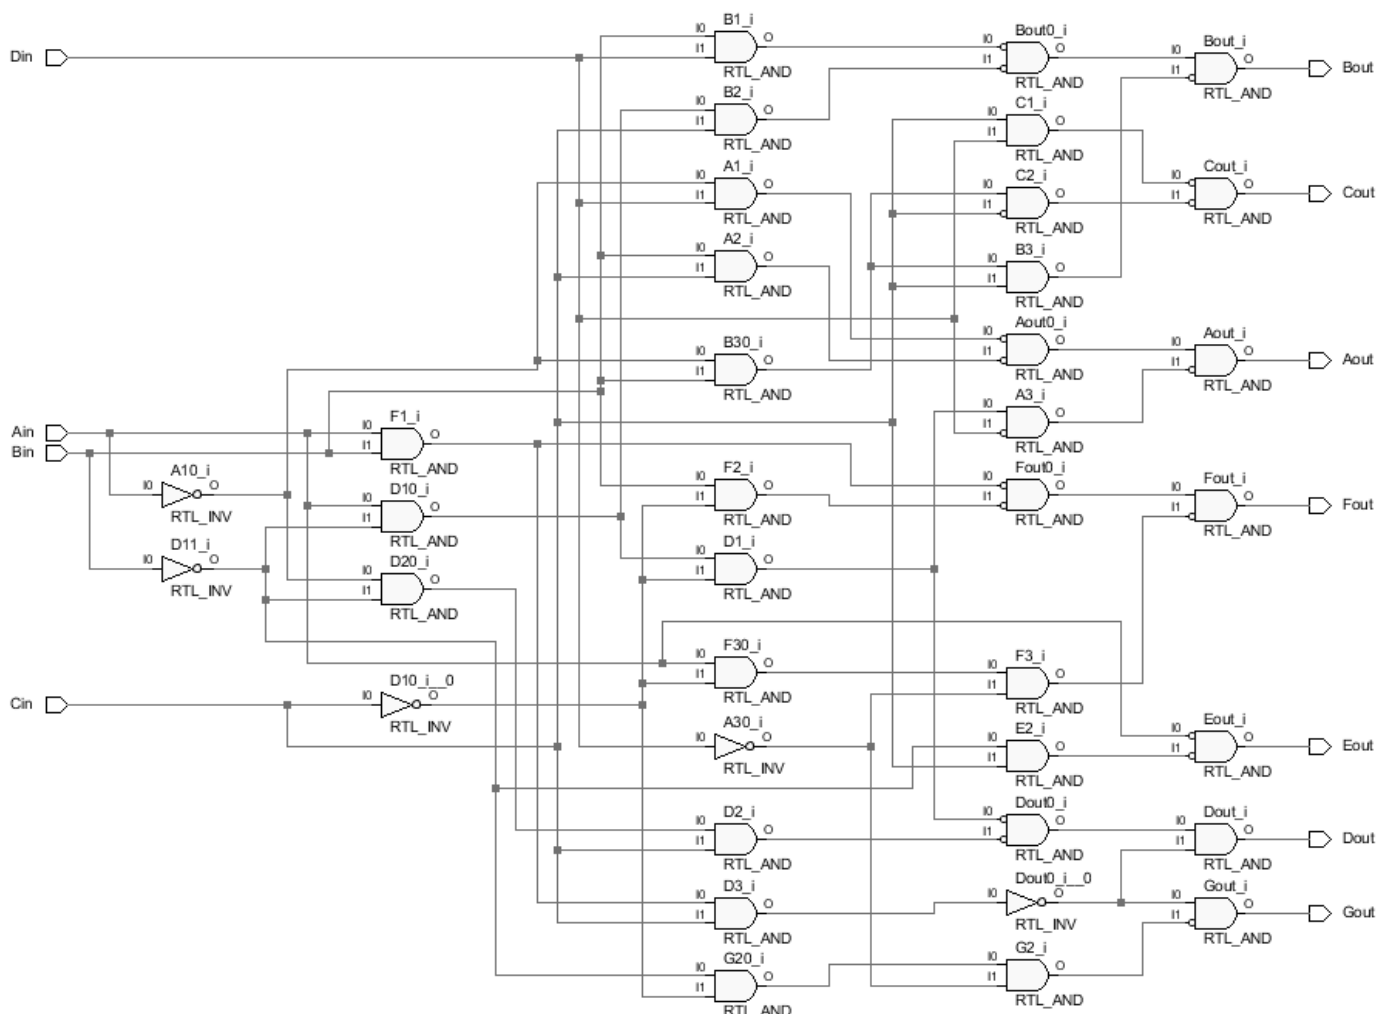 Din
I0
I1
B1_i
O
RTL_AND
I0
I1
Bout0_i
O
RTL_AND
I0
I1
Bout_i
O
RTL_AND
Bout
I0
I1
B2_i
O
RTL_AND
I0
I1
C1_i
O
RTL_AND
I0
I1
A1_i
O
RTL_AND
I0
I1
C2_i
O
RTL_AND
I0
I1
Cout_i
O
RTL_AND
Cout
I0
I1
A2_i
O
RTL_AND
I0
I1
B3_i
O
RTL_AND
I0
I1
B30_i
O
RTL_AND
I0
I1
Aout0_i
O
RTL_AND
I0
I1
Aout_i
O
RTL_AND
Aout
I0
I1
A3_i
O
RTL_AND
Ain
Bin
I0
I1
F1_i
O
RTL_AND
I0
A10_i
O
RTL_INV
I0
I1
D10_i
O
RTL_AND
I0
I1
F2_i
O
RTL_AND
I0
I1
Fout0_i
O
RTL_AND
I0
I1
Fout_i
O
RTL_AND
Fout
I0
D11_i
O
RTL_INV
I0
I1
D20_i
O
RTL_AND
I0
I1
D1_i
O
RTL_AND
I0
I1
F30_i
O
RTL_AND
I0
I1
F3_i
O
RTL_AND
Cin
I0
D10_i__0
O
RTL_INV
I0
A30_i
O
RTL_INV
I0
I1
E2_i
O
RTL_AND
I0
I1
Eout_i
O
RTL_AND
Eout
I0
I1
D2_i
O
RTL_AND
I0
I1
Dout0_i
O
RTL_AND
I0
I1
Dout_i
O
RTL_AND
Dout
I0
I1
D3_i
O
RTL_AND
I0
Dout0_i__0
O
RTL_INV
I0
I1
Gout_i
O
RTL_AND
Gout
I0
I1
G20_i
O
RTL_AND
I0
I1
G2_i
O
RTL_AND